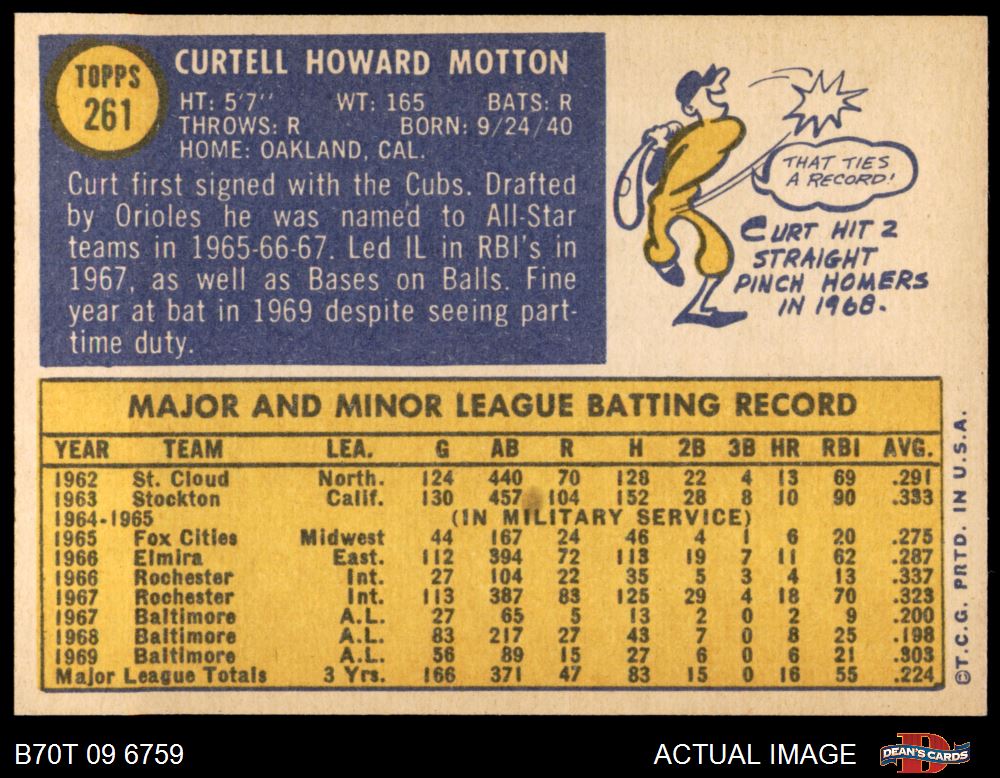 TOPPS
261
CURTELL HOWARD MOTTON
HT: 5'7'' WT: 165 BATS: R
THROWS: R BORN: 9/24/40
HOME: OAKLAND, CAL.
Curt first signed with the Cubs. Drafted
by Orioles he was named to All-Star
teams in 1965-66-67. Led IL in RBI's in
1967, as well as Bases on Balls. Fine
year at bat in 1969 despite seeing part-
time duty.
THAT TIES
A RECORD!
CURT HIT 2
STRAIGHT
PINCH HOMERS
IN 1968.
MAJOR AND MINOR LEAGUE BATTING RECORD
YEAR TEAM LEA. G AB R H 2B 3B HR RBI AVG.
1962 St. Cloud North. 124 440 70 128 22 4 13 69 .291
1963 Stockton Calif. 130 457 104 152 28 8 10 90 .333
1964-1965 (IN MILITARY SERVICE)
1965 Fox Cities Midwest 44 167 24 46 4 1 6 20 .275
1966 Elmira East. 112 394 72 113 19 7 11 62 .287
1966 Rochester Int. 27 104 22 35 5 3 4 13 .337
1967 Rochester Int. 113 387 83 125 29 4 18 70 .323
1967 Baltimore A.L. 27 65 5 13 2 0 2 9 .200
1968 Baltimore A.L. 83 217 27 43 7 0 8 25 .198
1969 Baltimore A.L. 56 89 15 27 6 0 6 21 .303
Major League Totals 3 Yrs. 166 371 47 83 15 0 16 55 .224
©T.C.G. PRTD. IN U.S.A.
B70T 09 6759
ACTUAL IMAGE
DEAN'S CARDS